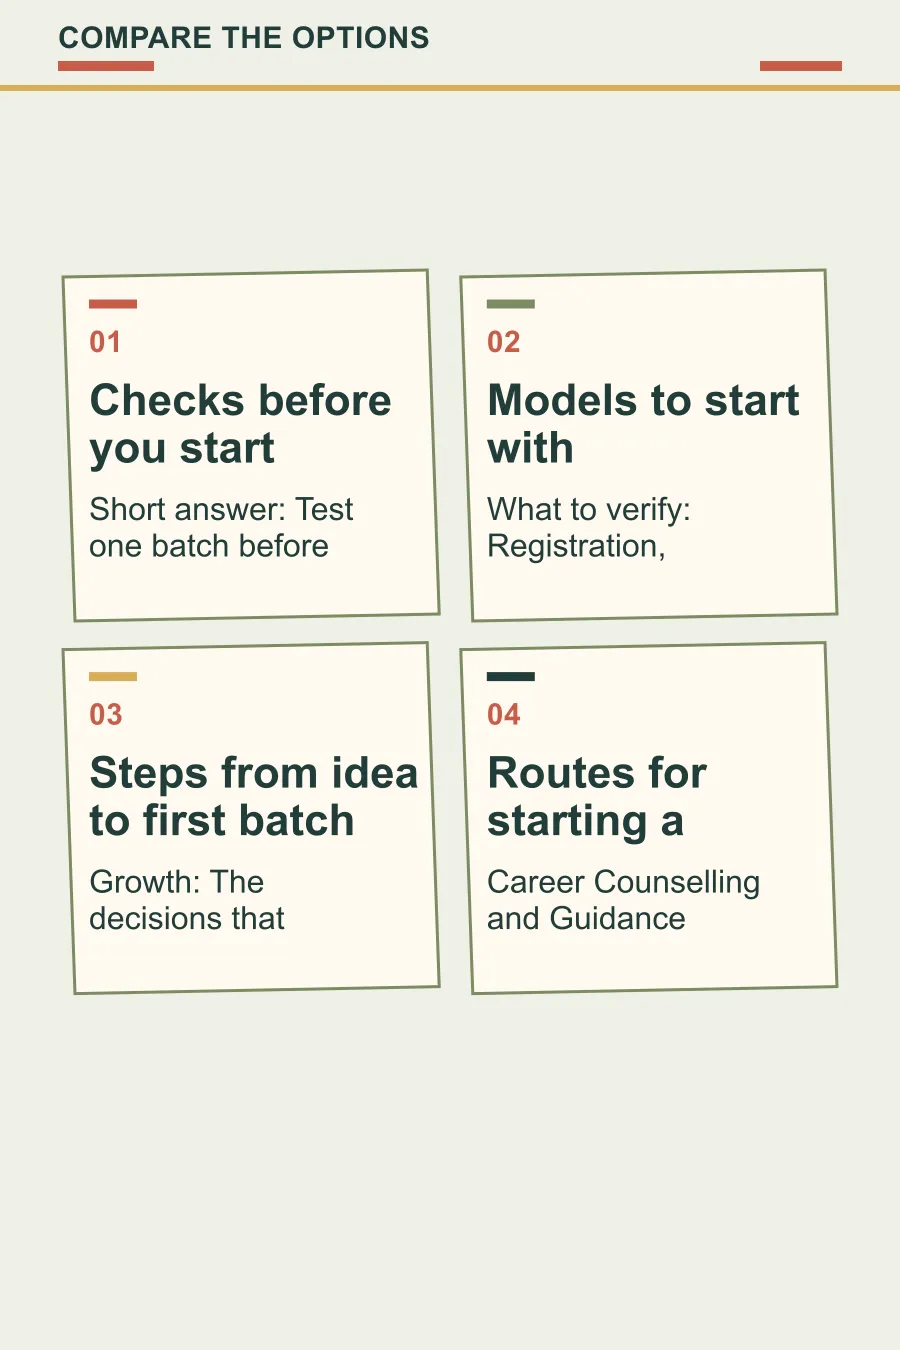 COMPARE THE OPTIONS
01
Checks before
you start
Short answer: Test
one batch before
02
Models to start
with
What to verify:
Registration,
03
Steps from idea
to first batch
Growth: The
decisions that
04
Routes for
starting a
Career Counselling
and Guidance